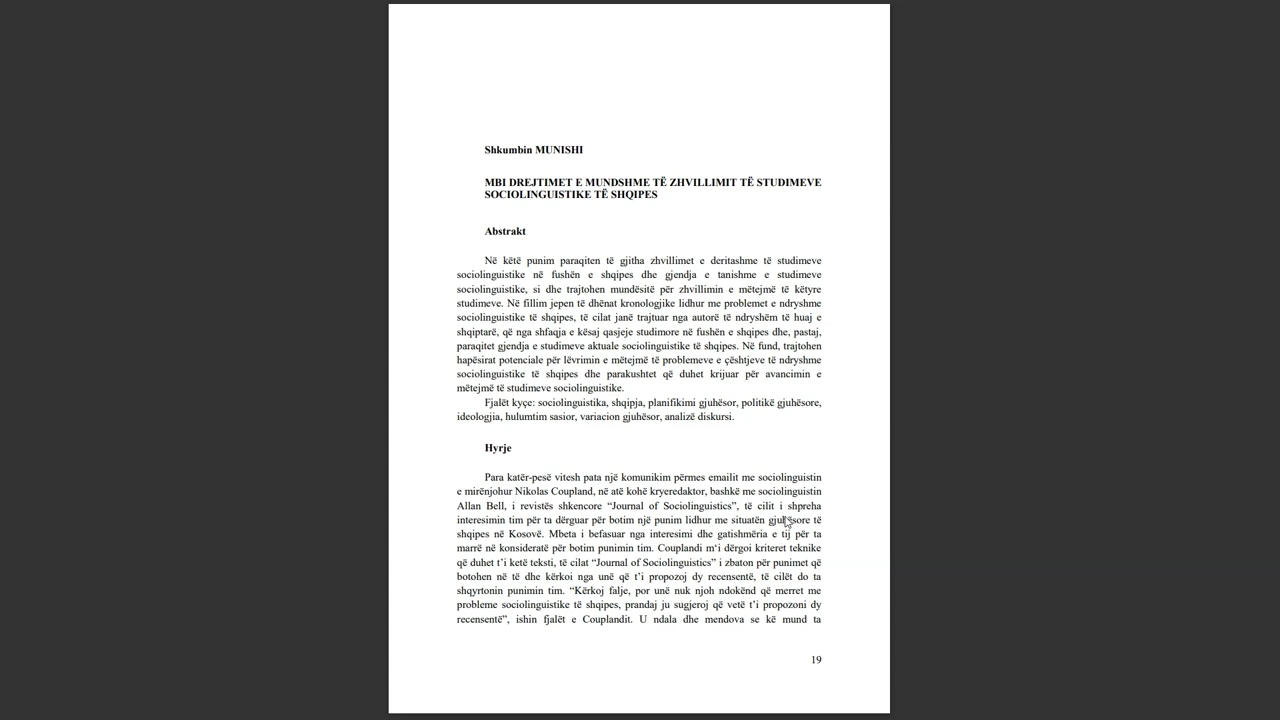 Shkumbin MUNISHI
MBI DREJTIMET E MUNDSHME TË ZHVILLIMIT TË STUDIMEVE
SOCIOLINGUISTIKE TË SHQIPES
Abstrakt
Në këtë punim paraqiten të gjitha zhvillimet e deritashme të studimeve
sociolinguistike në fushën e shqipes dhe gjendja e tanishme e studimeve
sociolinguistike, si dhe trajtohen mundësitë për zhvillimin e mëtejmë të këtyre
studimeve. Në fillim jepen të dhënat kronologjike lidhur me problemet e ndryshme
sociolinguistike të shqipes, të cilat janë trajtuar nga autorë të ndryshëm të huaj e
shqiptarë, që nga shfaqja e kësaj qasjeje studimore në fushën e shqipes dhe, pastaj,
paraqitet gjendja e studimeve aktuale sociolinguistike të shqipes. Në fund, trajtohen
hapësirat potenciale për lëvrimin e mëtejmë të problemeve e çështjeve të ndryshme
sociolinguistike të shqipes dhe parakushtet që duhet krijuar për avancimin e
mëtejmë të studimeve sociolinguistike.
Fjalët kyçe: sociolinguistika, shqipja, planifikimi gjuhësor, politikë gjuhësore,
ideologjia, hulumtim sasior, variacion gjuhësor, analizë diskursi.
Hyrje
Para katër-pesë vitesh pata një komunikim përmes emailit me sociolinguistin
e mirënjohur Nikolas Coupland, në atë kohë kryeredaktor, bashkë me sociolinguistin
Allan Bell, i revistës shkencore “Journal of Sociolinguistics”, të cilit i shpreha
interesimin tim për ta dërguar për botim një punim lidhur me situatën gjuhësore të
shqipes në Kosovë. Mbeta i befasuar nga interesimi dhe gatishmëria e tij për ta
marrë në konsideratë për botim punimin tim. Couplandi m‘i dërgoi kriteret teknike
që duhet t’i ketë teksti, të cilat “Journal of Sociolinguistics” i zbaton për punimet që
botohen në të dhe kërkoi nga unë që t’i propozoj dy recensentë, të cilët do ta
shqyrtonin punimin tim. “Kërkoj falje, por unë nuk njoh ndokënd që merret me
probleme sociolinguistike të shqipes, prandaj ju sugjeroj që vetë t’i propozoni dy
recensentë”, ishin fjalët e Couplandit. U ndala dhe mendova se kë mund ta
19